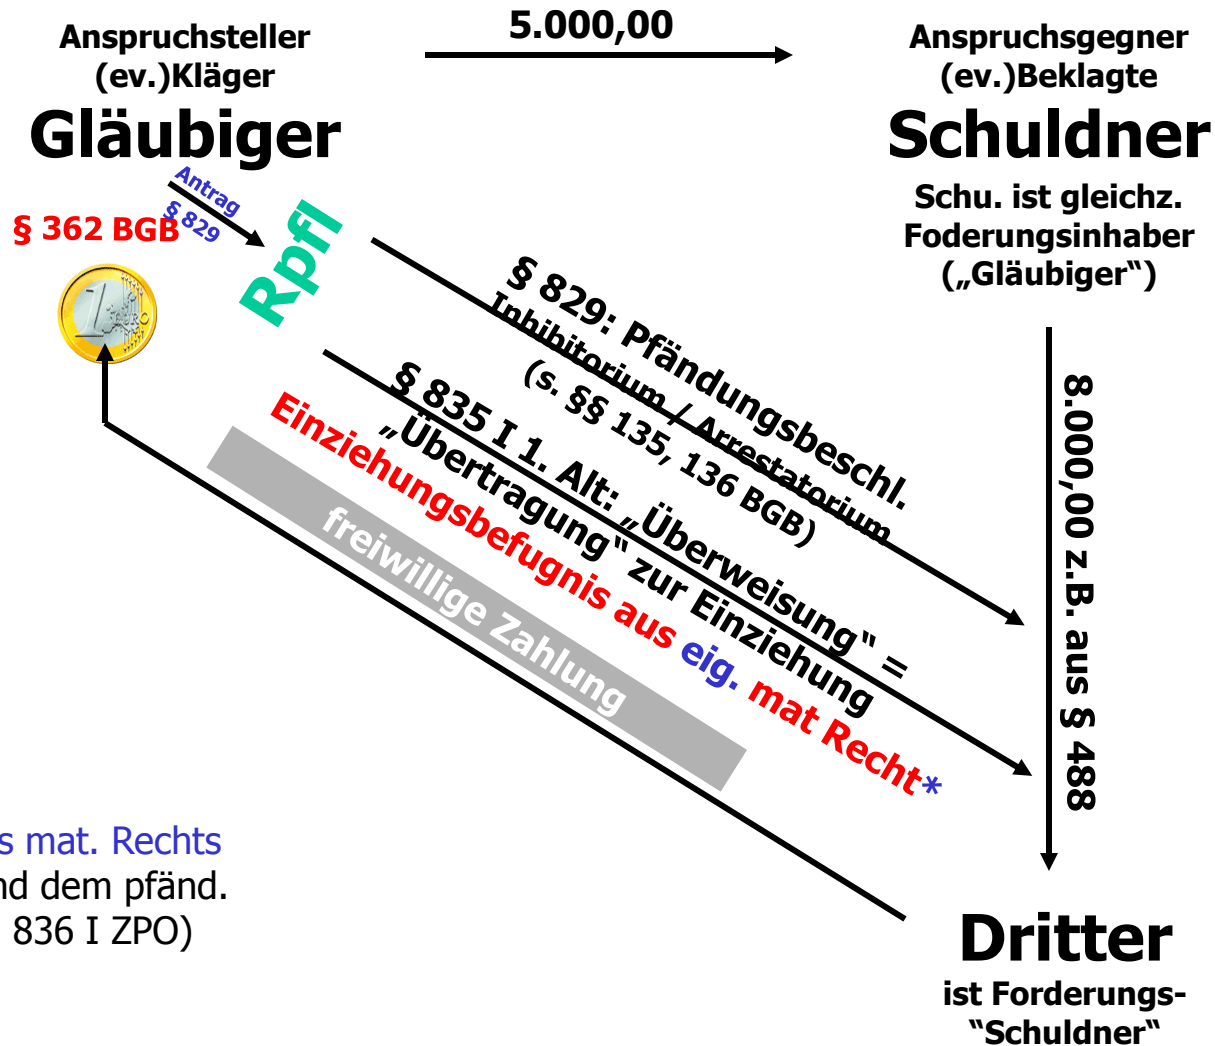 Anspruchsteller
(ev.)Kläger
Gläubiger
5.000,00
Anspruchsgegner
(ev.)Beklagte
Schuldner
Schu. ist gleichz.
Foderungsinhaber
(„Gläubiger“)
Antrag
§ 829
§ 362 BGB
Rpfl
1
EURO
§ 829: Pfändungsbeschl.
Inhibitorium / Arrestatorium
(s. §§ 135, 136 BGB)
§ 835 I 1. Alt: „Überweisung“ =
„Übertragung“ zur Einziehung
Einziehungsbefugnis aus eig. mat Recht*
freiwillige Zahlung
8.000,00 z.B. aus § 488
s mat. Rechts
nd dem pfänd.
836 I ZPO)
Dritter
ist Forderungs-
“Schuldner“